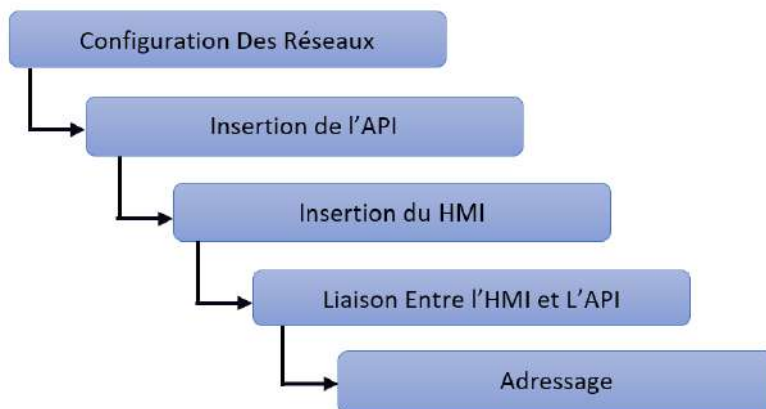 Configuration Des Réseaux
Insertion de l'API
Insertion du HMI
Liaison Entre l'HMI et L'API
Adressage